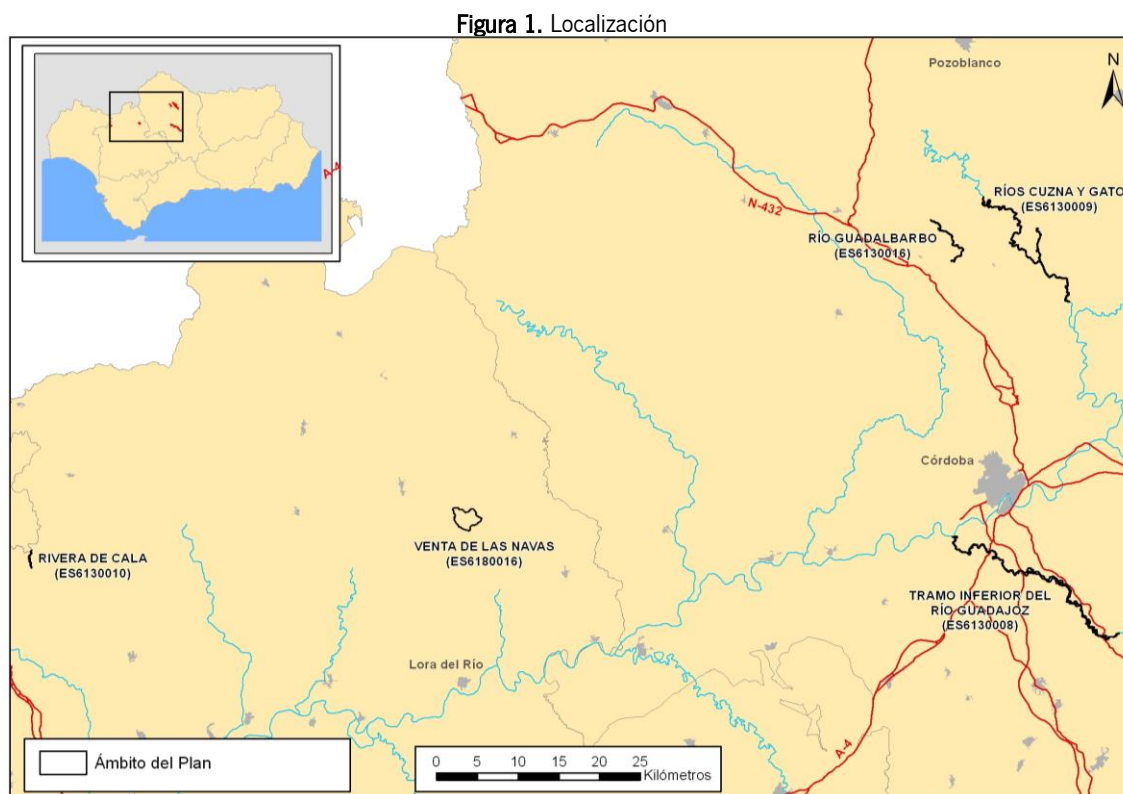 Figura 1. Localización
Pozoblanco
N
A-4
RÍOS CUZNA Y GATO
(ES6130009)
N-432
RÍO GUADALBARBO
(ES6130016)
Córdoba
VENTA DE LAS NAVAS
(ES6180016)
RIVERA DE CALA
(ES6130010)
TRAMO INFERIOR DEL
RÍO GUADAJOZ
(ES6130008)
Lora del Río
A-4
Ámbito del Plan
0 5 10 15 20 25
Kilómetros